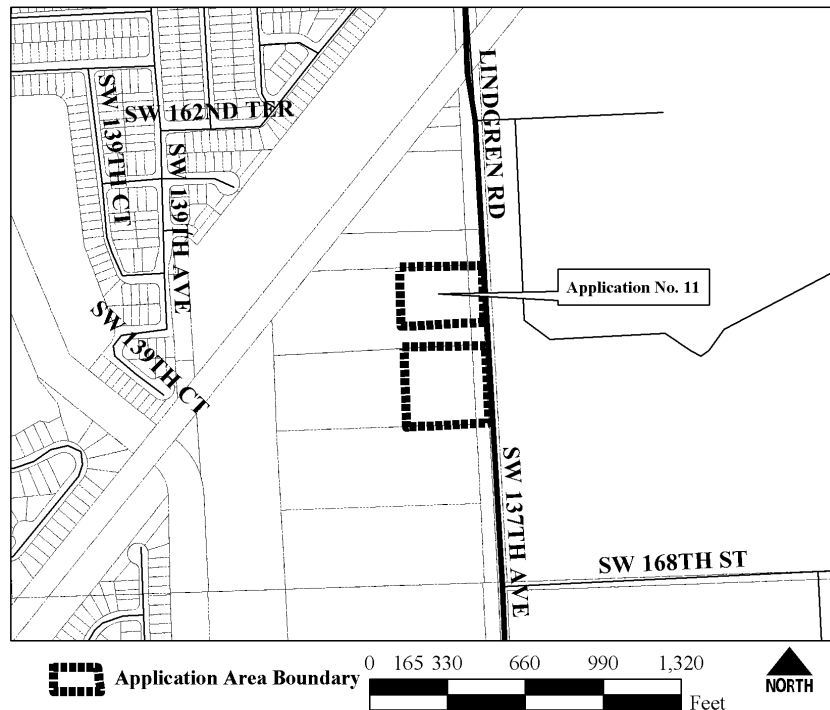 LINDGREN RD
SW 162ND TER
SW 139TH CT
SW 139TH AVE
Application No. 11
SW 139TH CT
SW 137TH AVE
SW 168TH ST
Application Area Boundary
0 165 330 660 990 1,320
Feet
NORTH